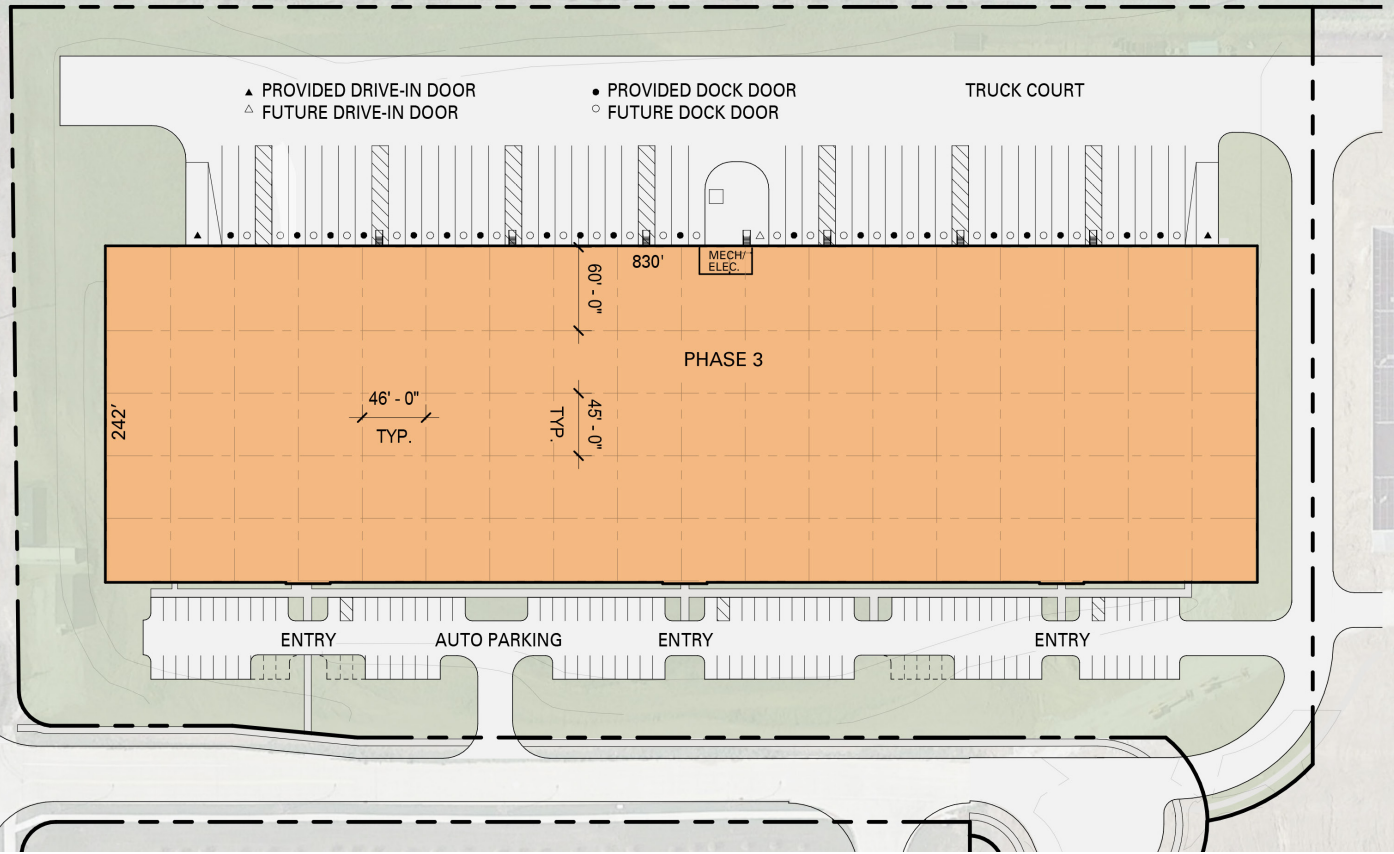 PROVIDED DRIVE-IN DOOR
FUTURE DRIVE-IN DOOR
PROVIDED DOCK DOOR
FUTURE DOCK DOOR
TRUCK COURT
830'
MECH/
ELEC.
60' - 0"
PHASE 3
46' - 0"
TYP.
45' - 0"
TYP.
242'
ENTRY
AUTO PARKING
ENTRY
ENTRY